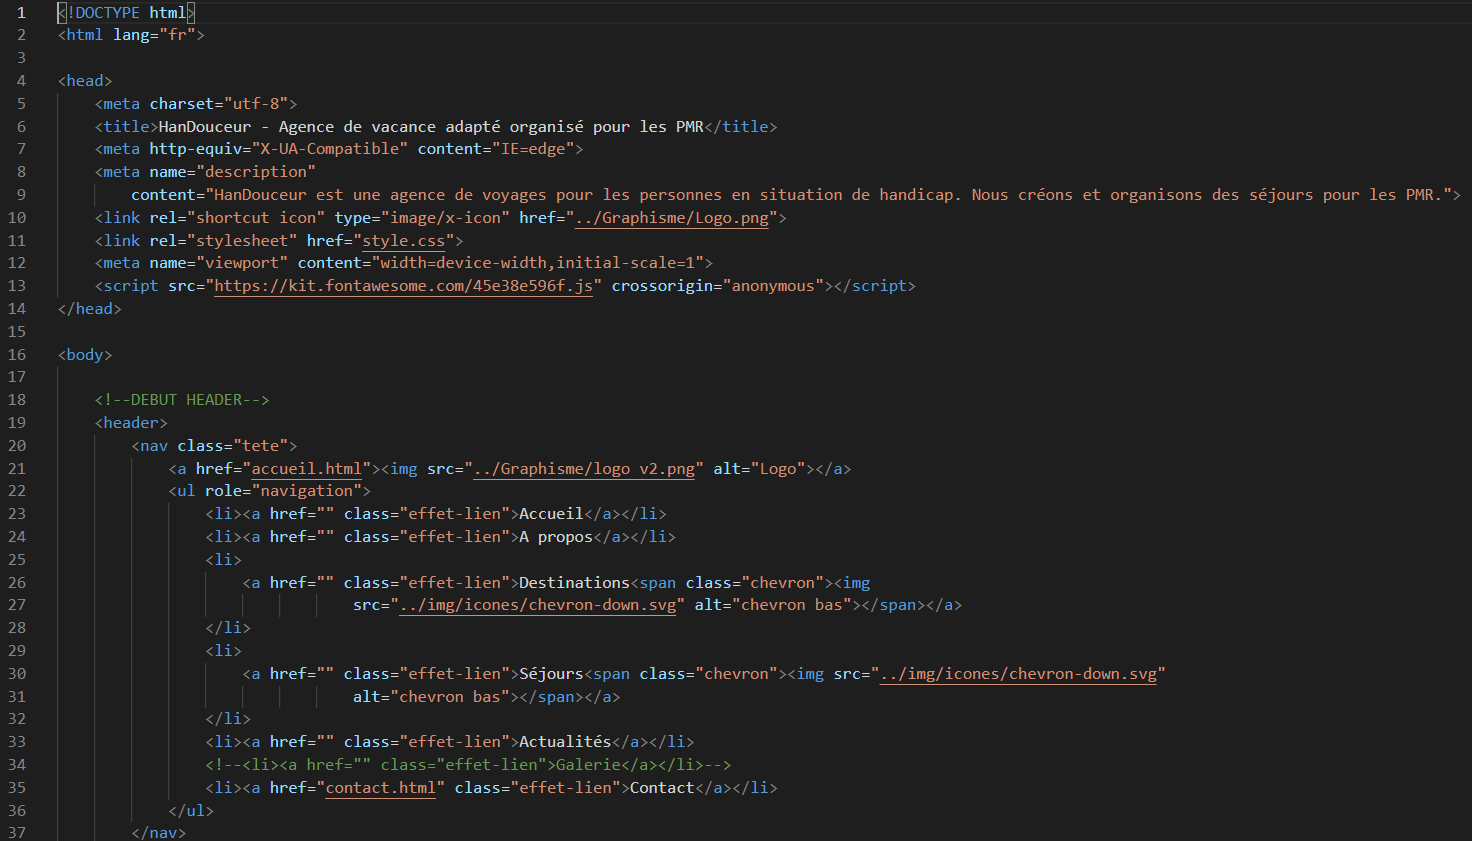 1 <!DOCTYPE html>
2 <html lang="fr">
3
4 <head>
5     <meta charset="utf-8">
6     <title>HanDouceur - Agence de vacance adapté organisé pour les PMR</title>
7     <meta http-equiv="X-UA-Compatible" content="IE=edge">
8     <meta name="description"
9         content="HanDouceur est une agence de voyages pour les personnes en situation de handicap. Nous créons et organisons des séjours pour les PMR.">
10     <link rel="shortcut icon" type="image/x-icon" href="../Graphisme/Logo.png">
11     <link rel="stylesheet" href="style.css">
12     <meta name="viewport" content="width=device-width,initial-scale=1">
13     <script src="https://kit.fontawesome.com/45e38e596f.js" crossorigin="anonymous"></script>
14 </head>
15
16 <body>
17
18     <!--DEBUT HEADER-->
19     <header>
20         <nav class="tete">
21             <a href="accueil.html"><img src="../Graphisme/logo v2.png" alt="Logo"></a>
22             <ul role="navigation">
23                 <li><a href="" class="effet-lien">Accueil</a></li>
24                 <li><a href="" class="effet-lien">A propos</a></li>
25                 <li>
26                     <a href="" class="effet-lien">Destinations<span class="chevron"><img
27                                 src="../img/icones/chevron-down.svg" alt="chevron bas"></span></a>
28                 </li>
29                 <li>
30                     <a href="" class="effet-lien">Séjours<span class="chevron"><img src="../img/icones/chevron-down.svg"
31                                 alt="chevron bas"></span></a>
32                 </li>
33                 <li><a href="" class="effet-lien">Actualités</a></li>
34                 <!--<li><a href="" class="effet-lien">Galerie</a></li>-->
35                 <li><a href="contact.html" class="effet-lien">Contact</a></li>
36             </ul>
37         </nav>